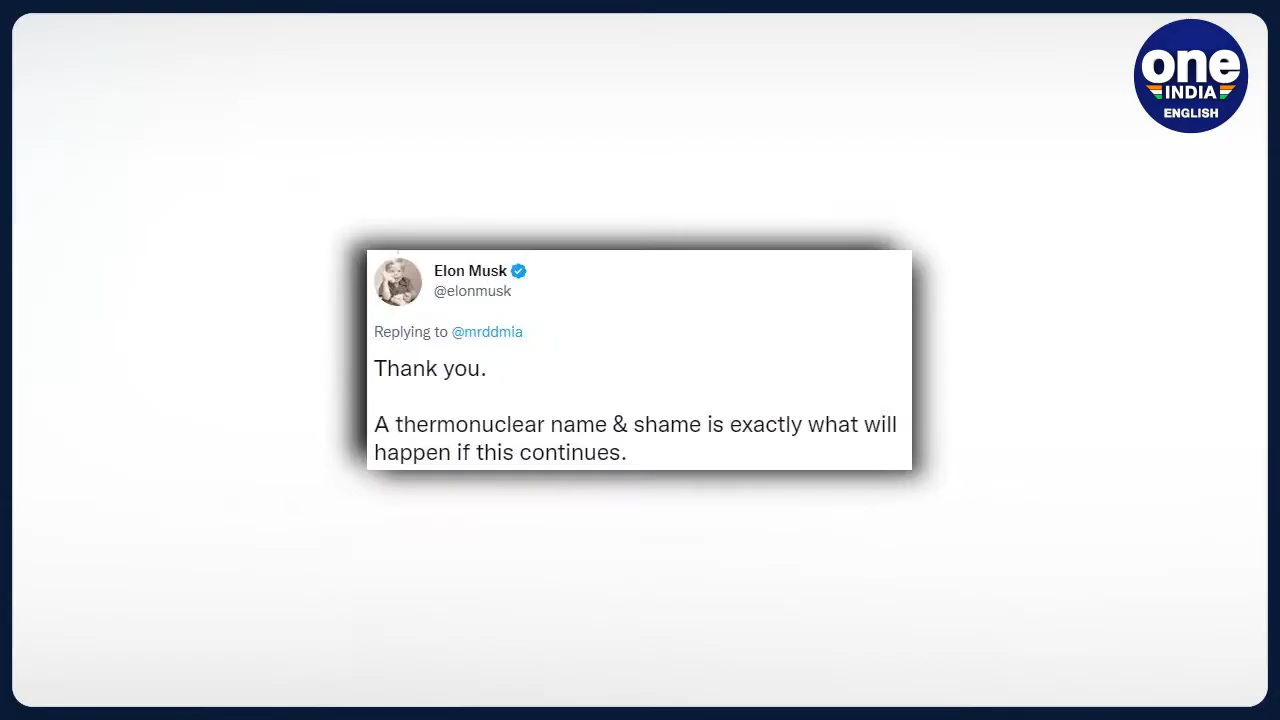 one
INDIA
ENGLISH
Elon Musk
@elonmusk
Replying to @mrddmia
Thank you.
A thermonuclear name & shame is exactly what will
happen if this continues.